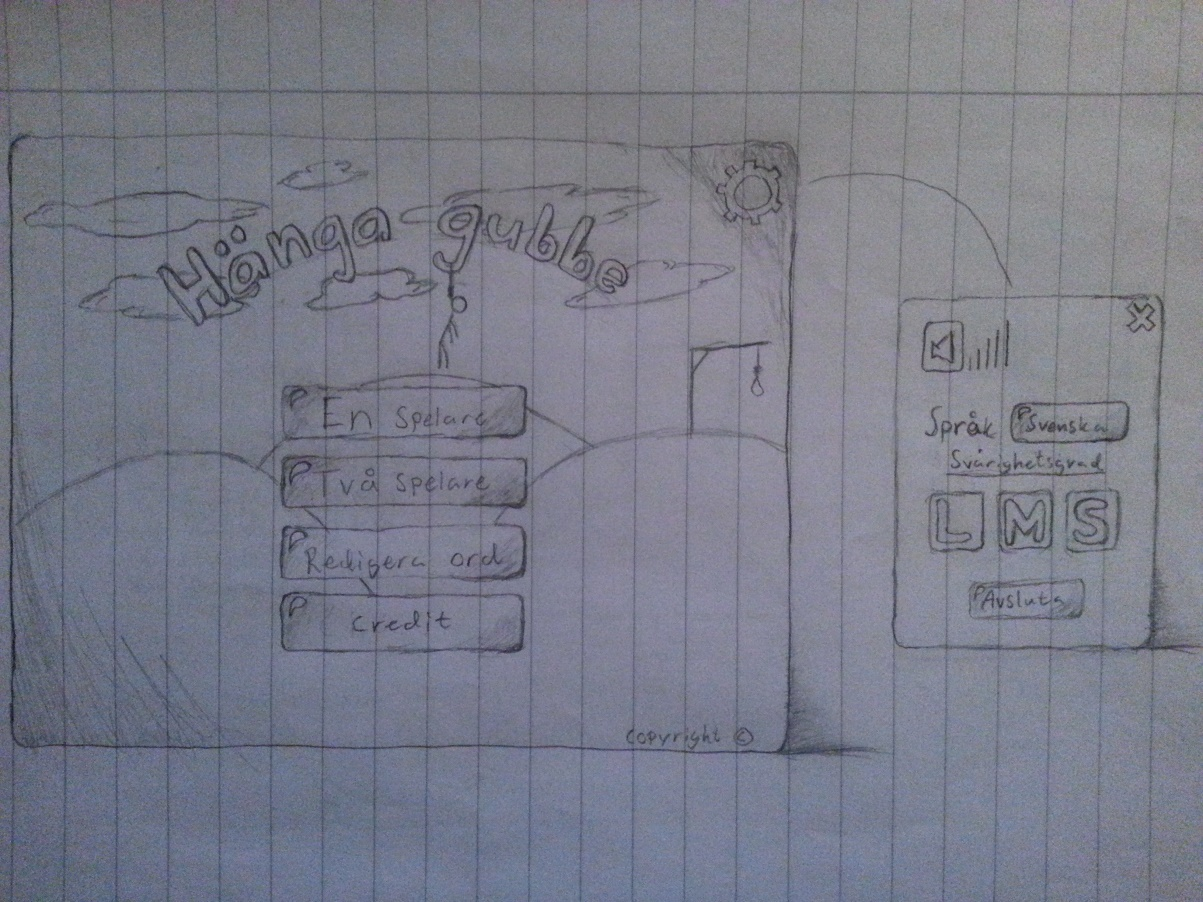 Hänga gubbe
En Spelare
Två Spelare
Redigera ord
Credit
Copyright ©
X
Språk Svenska
Svårighetsgrad
L M S
Avsluta